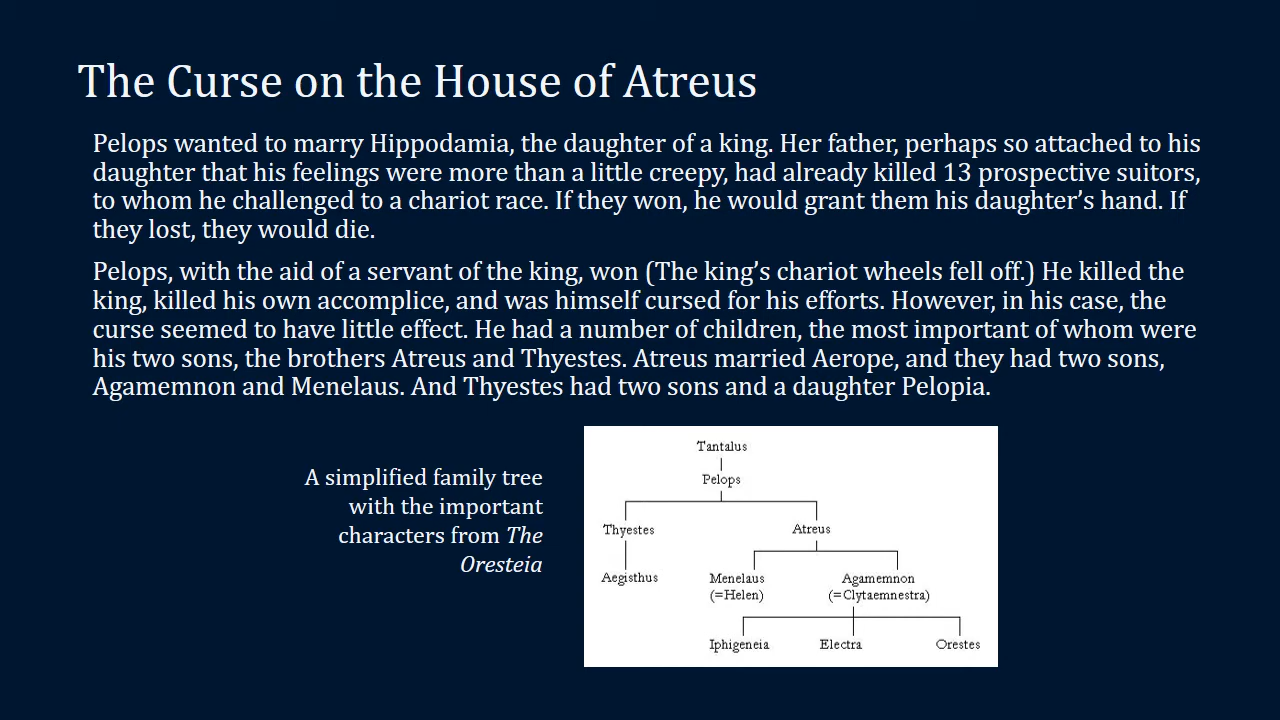 The Curse on the House of Atreus
Pelops wanted to marry Hippodamia, the daughter of a king. Her father, perhaps so attached to his
daughter that his feelings were more than a little creepy, had already killed 13 prospective suitors,
to whom he challenged to a chariot race. If they won, he would grant them his daughter's hand. If
they lost, they would die.
Pelops, with the aid of a servant of the king, won (The king's chariot wheels fell off.) He killed the
king, killed his own accomplice, and was himself cursed for his efforts. However, in his case, the
curse seemed to have little effect. He had a number of children, the most important of whom were
his two sons, the brothers Atreus and Thyestes. Atreus married Aerope, and they had two sons,
Agamemnon and Menelaus. And Thyestes had two sons and a daughter Pelopia.
A simplified family tree
with the important
characters from The
Oresteia
Tantalus
Pelops
Thyestes Atreus
Aegisthus Menelaus Agamemnon
(=Helen) (=Clytaemnestra)
Iphigeneia Electra Orestes